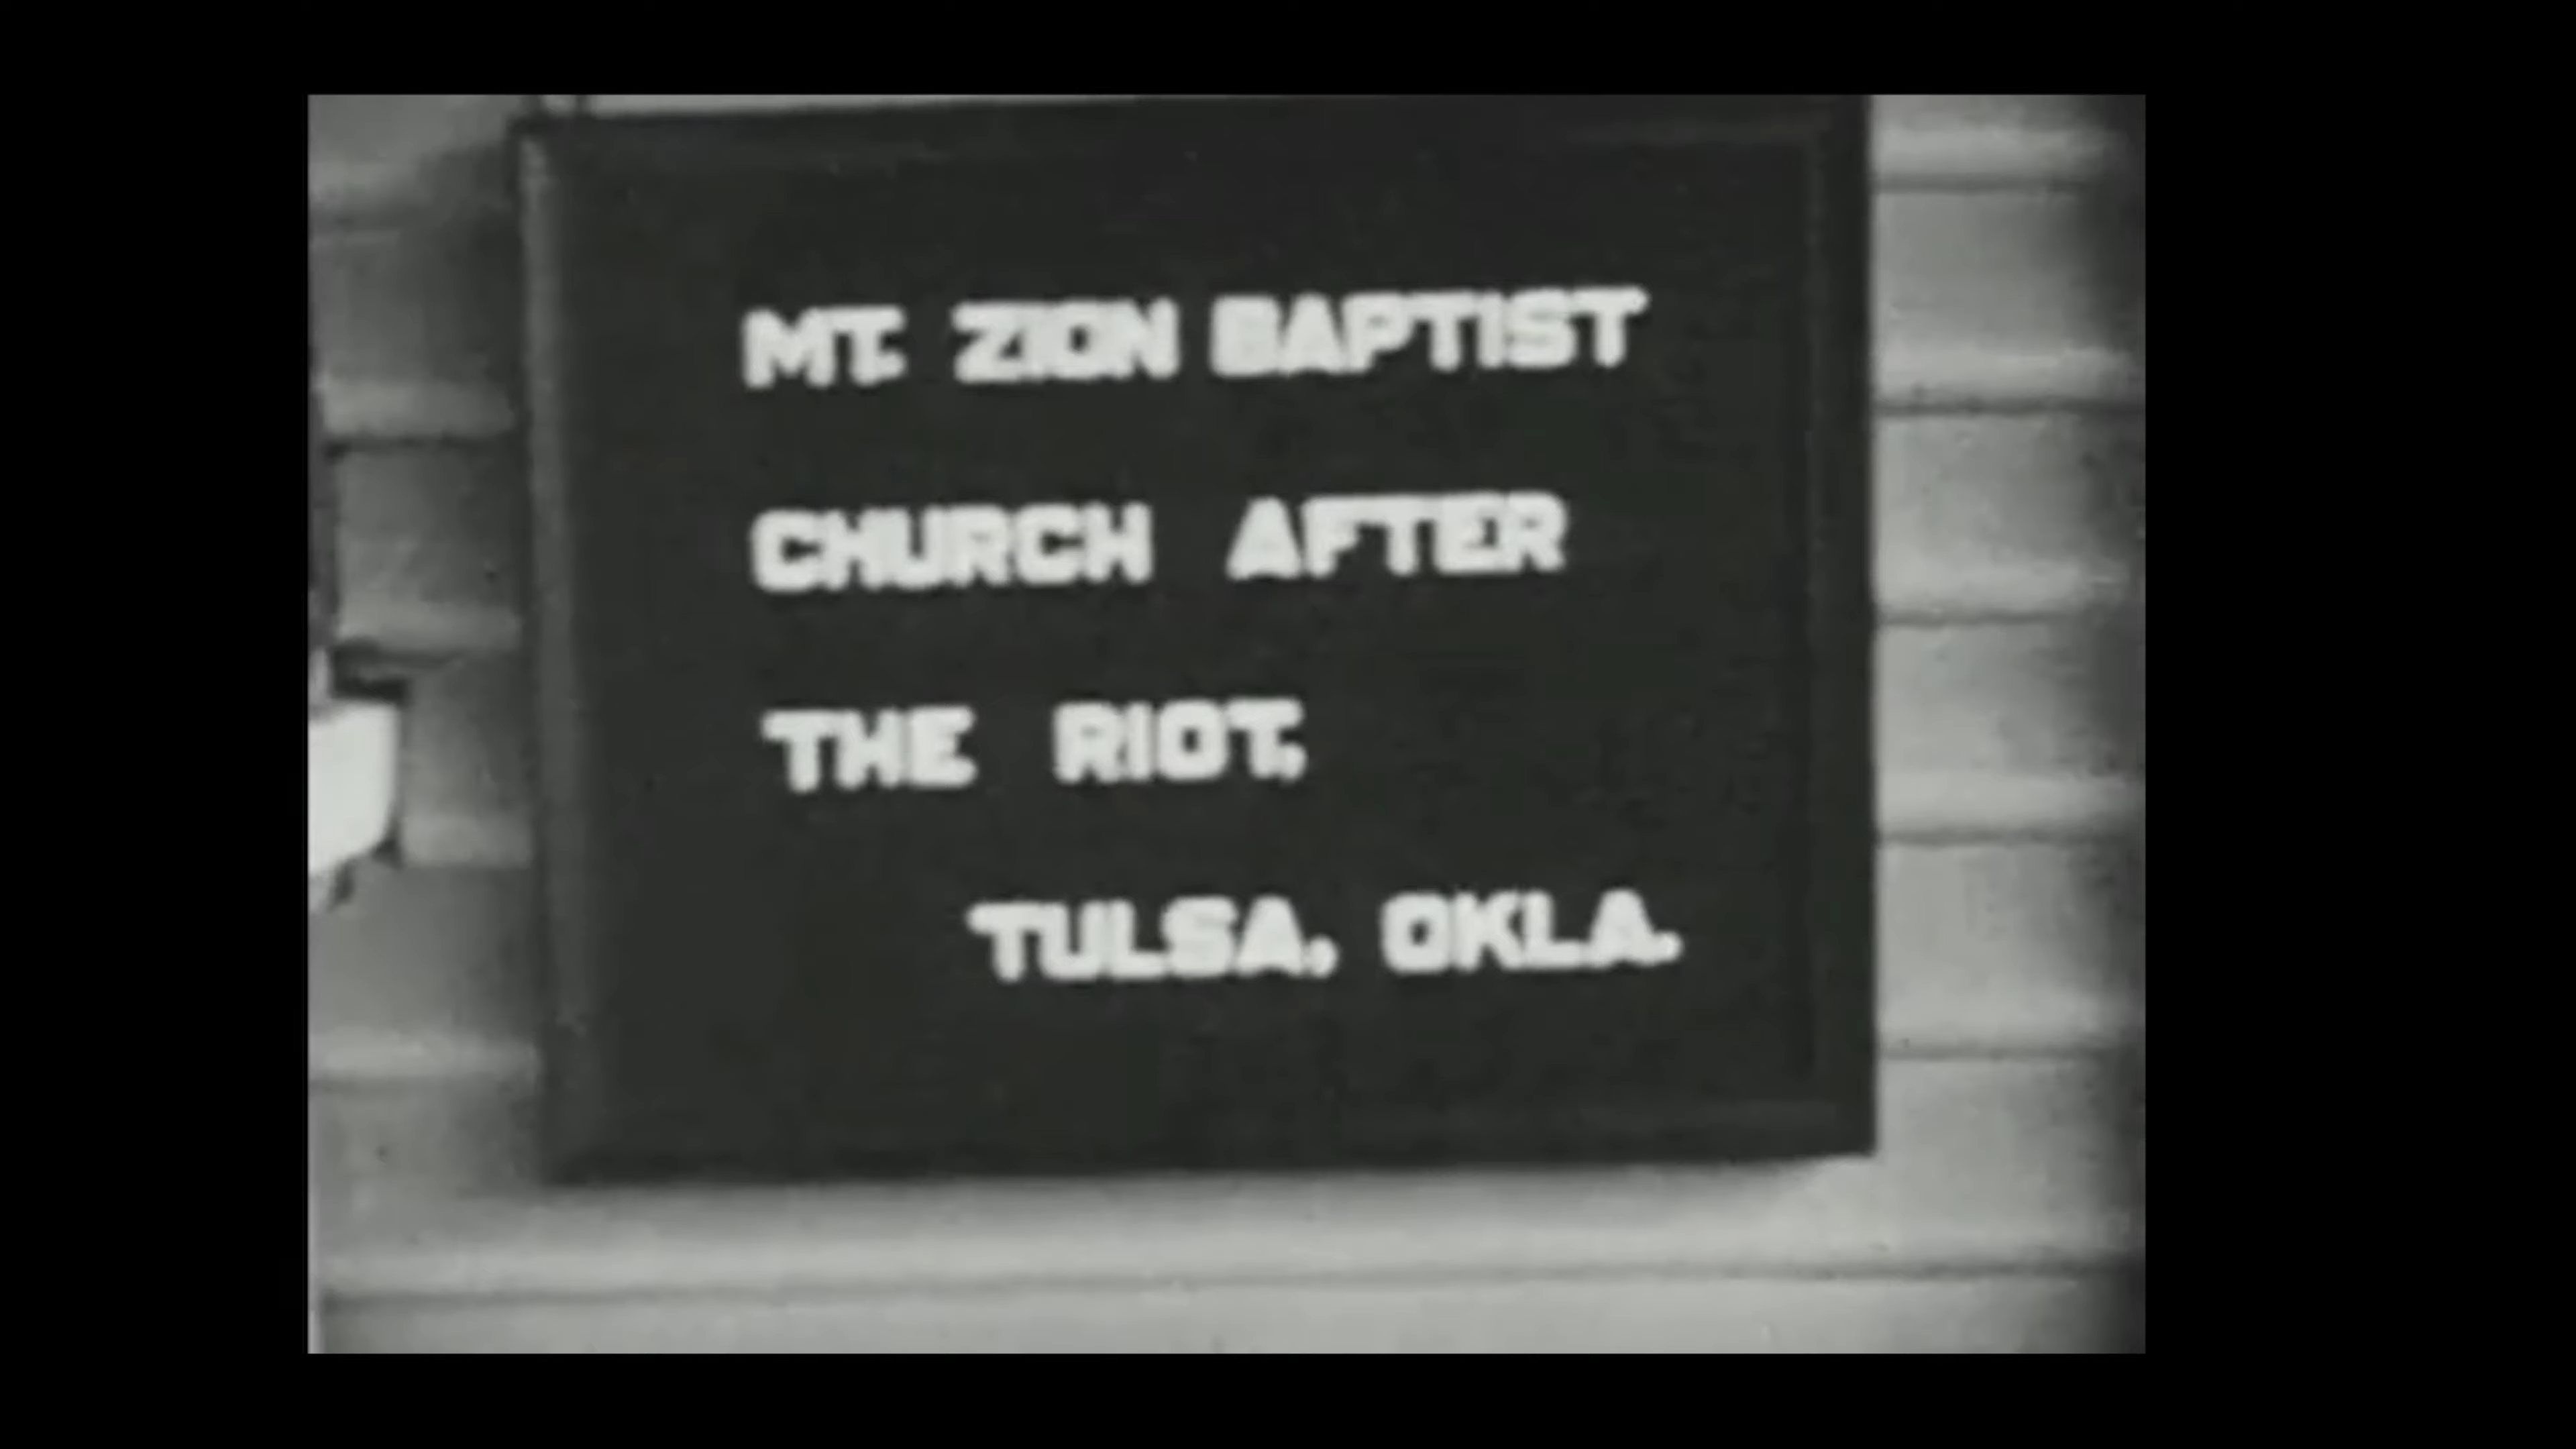 MT. ZION BAPTIST
CHURCH AFTER
THE RIOT,
TULSA, OKLA.